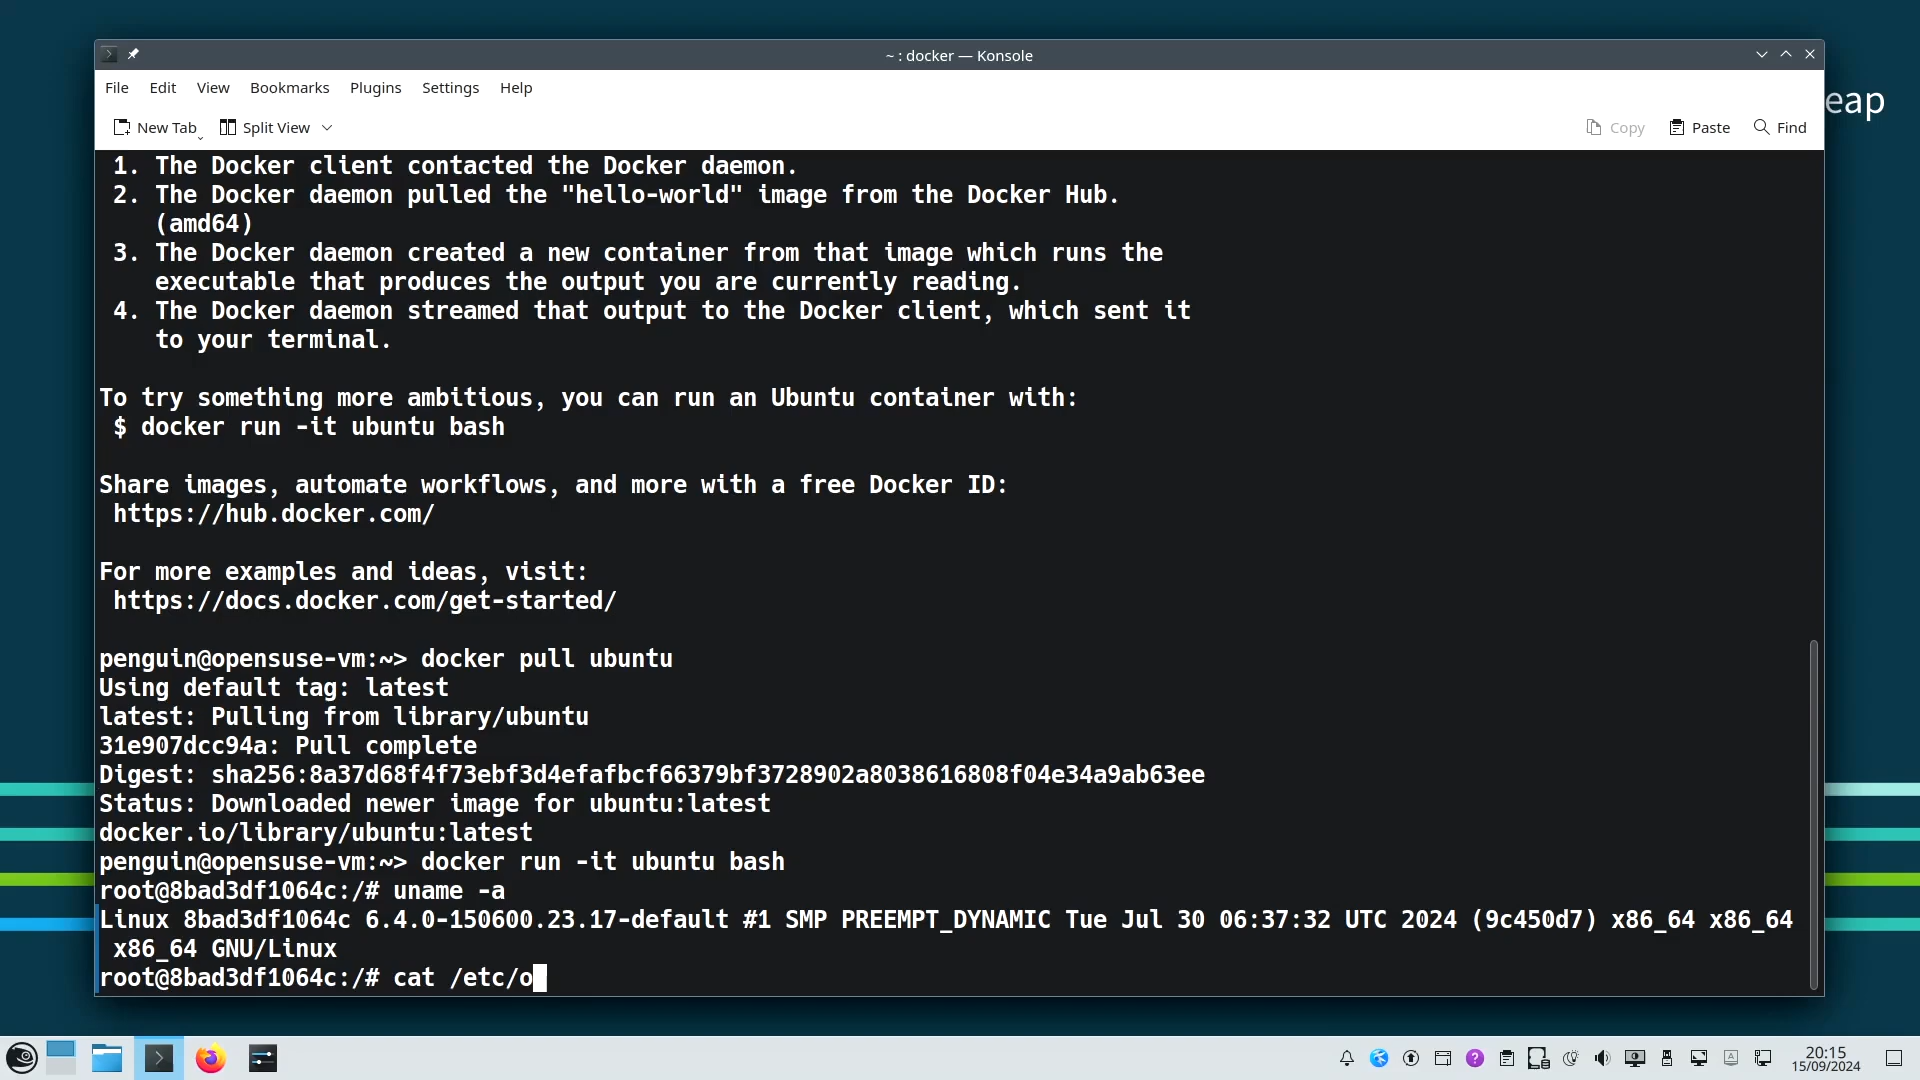 ~ : docker — Konsole
File Edit View Bookmarks Plugins Settings Help
eap
New Tab Split View Copy Paste Find
1. The Docker client contacted the Docker daemon.
2. The Docker daemon pulled the "hello-world" image from the Docker Hub.
(amd64)
3. The Docker daemon created a new container from that image which runs the
executable that produces the output you are currently reading.
4. The Docker daemon streamed that output to the Docker client, which sent it
to your terminal.
To try something more ambitious, you can run an Ubuntu container with:
$ docker run -it ubuntu bash
Share images, automate workflows, and more with a free Docker ID:
https://hub.docker.com/
For more examples and ideas, visit:
https://docs.docker.com/get-started/
penguin@opensuse-vm:~> docker pull ubuntu
Using default tag: latest
latest: Pulling from library/ubuntu
31e907dcc94a: Pull complete
Digest: sha256:8a37d68f4f73ebf3d4efafbcf66379bf3728902a8038616808f04e34a9ab63ee
Status: Downloaded newer image for ubuntu:latest
docker.io/library/ubuntu:latest
penguin@opensuse-vm:~> docker run -it ubuntu bash
root@8bad3df1064c:/# uname -a
Linux 8bad3df1064c 6.4.0-150600.23.17-default #1 SMP PREEMPT_DYNAMIC Tue Jul 30 06:37:32 UTC 2024 (9c450d7) x86_64 x86_64
x86_64 GNU/Linux
root@8bad3df1064c:/# cat /etc/o
20:15
15/09/2024